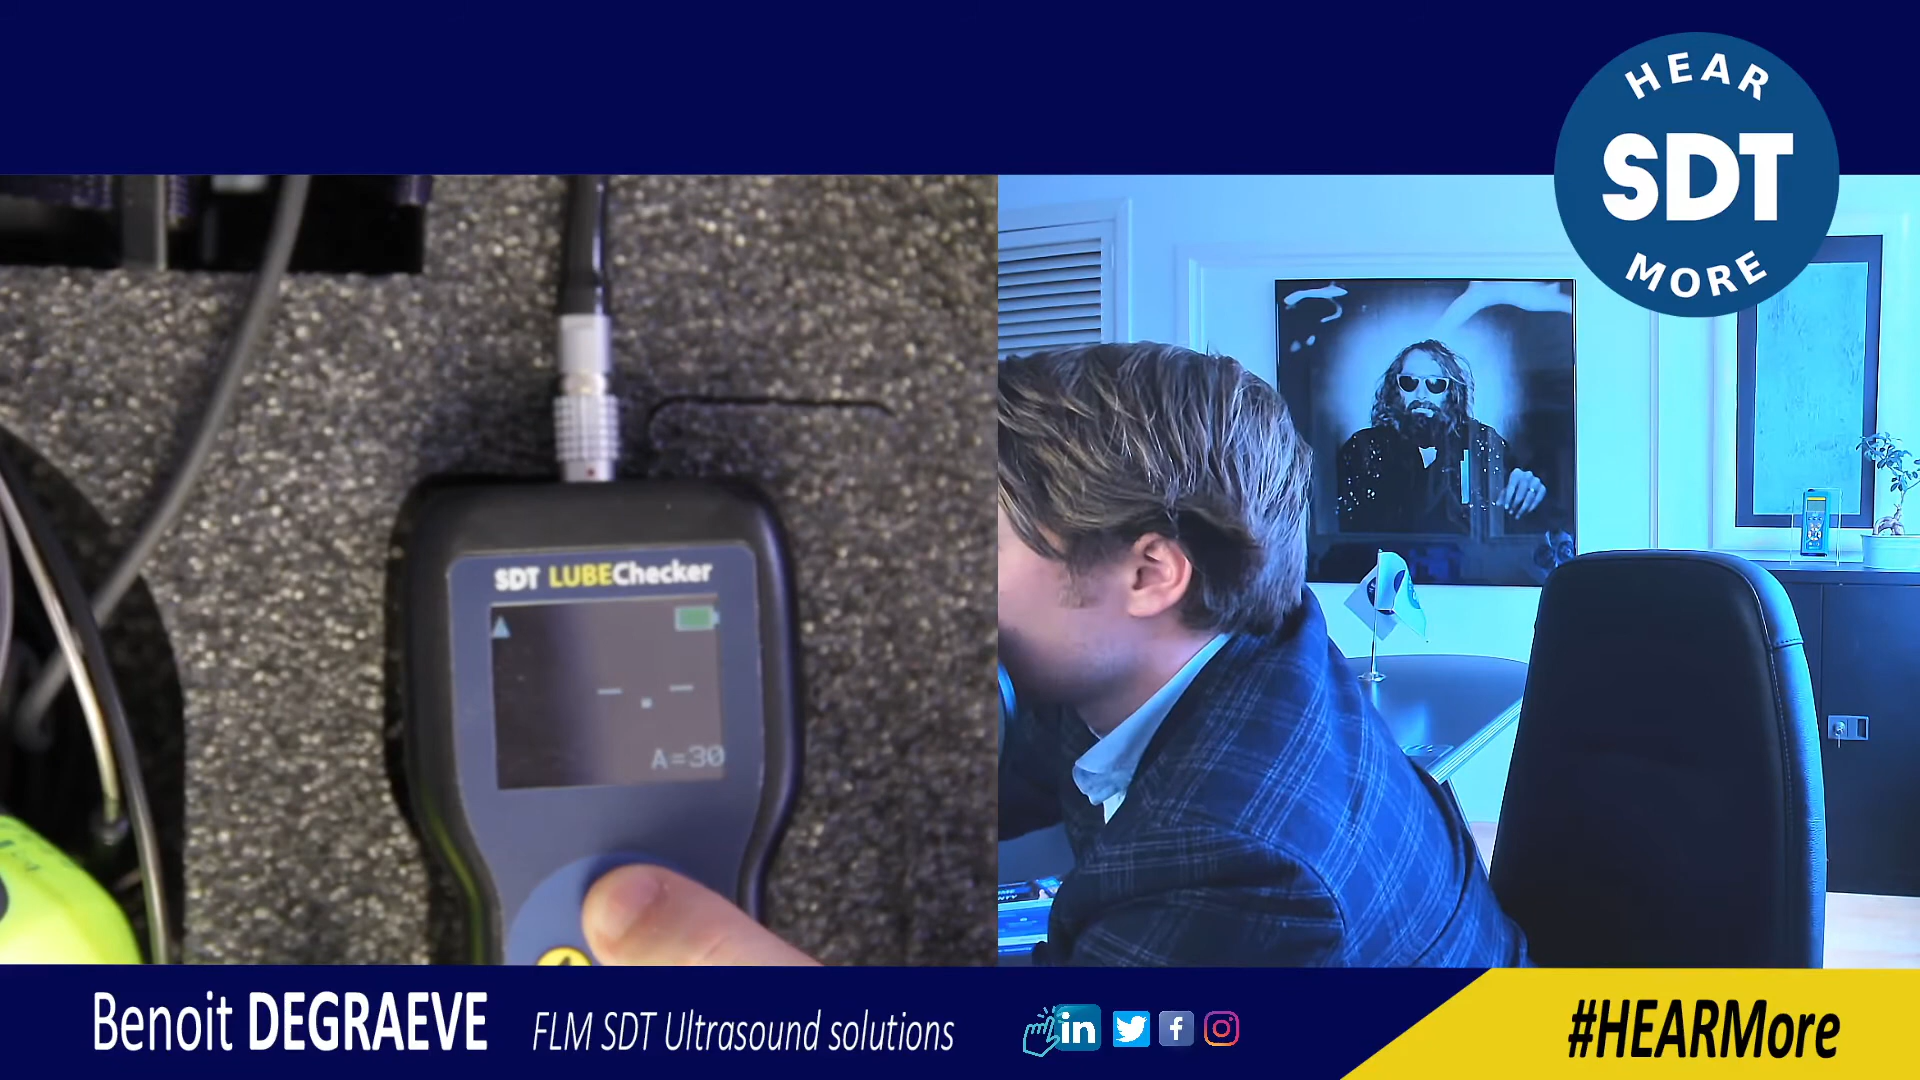 HEAR
SDT
MORE
SDT LUBEChecker
- . -
A=30
Benoit DEGRAEVE
FLM SDT Ultrasound solutions
in
f
#HEARMore